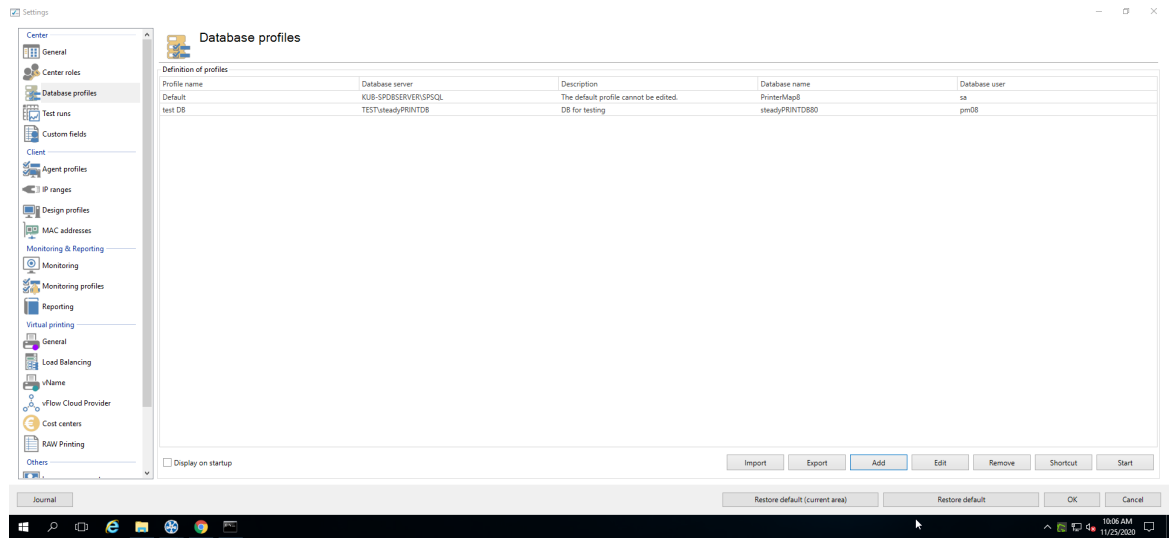 Settings
Center
General
Center roles
Database profiles
Test runs
Custom fields
Client
Agent profiles
IP ranges
Design profiles
MAC addresses
Monitoring & Reporting
Monitoring
Monitoring profiles
Reporting
Virtual printing
General
Load Balancing
vName
vFlow Cloud Provider
Cost centers
RAW Printing
Others
Database profiles
Definition of profiles
Profile name Database server Description Database name Database user
Default KUB-SPDBSERVER\SPSQL The default profile cannot be edited. PrinterMap8 sa
test DB TEST\steadyPRINTDB DB for testing steadyPRINTDB80 pm08
Display on startup Import Export Add Edit Remove Shortcut Start
Journal Restore default (current area) Restore default OK Cancel
10:06 AM
11/25/2020